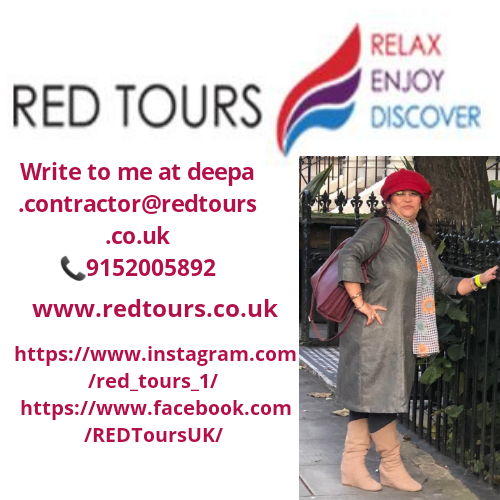 RED TOURS
RELAX
ENJOY
DISCOVER
Write to me at deepa
.contractor@redtours
.co.uk
📞9152005892
www.redtours.co.uk
https://www.instagram.com
/red_tours_1/
https://www.facebook.com
/REDToursUK/